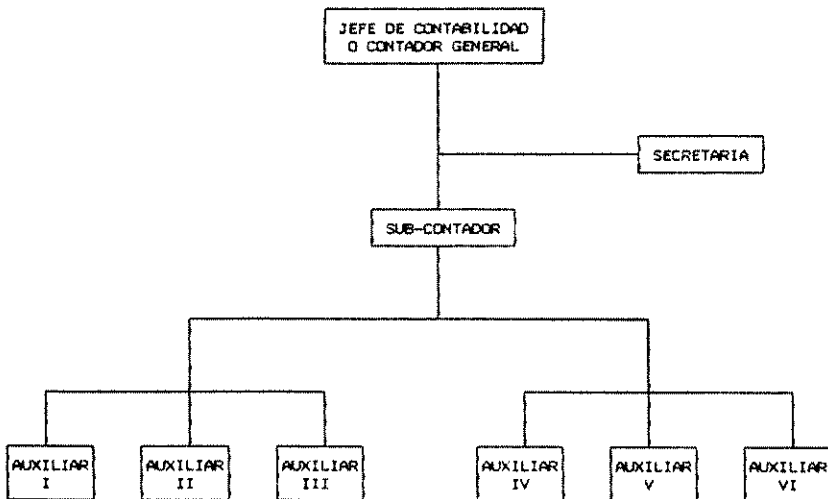 JEFE DE CONTABILIDAD
O CONTADOR GENERAL
SECRETARIA
SUB-CONTADOR
AUXILIAR
I
AUXILIAR
II
AUXILIAR
III
AUXILIAR
IV
AUXILIAR
V
AUXILIAR
VI